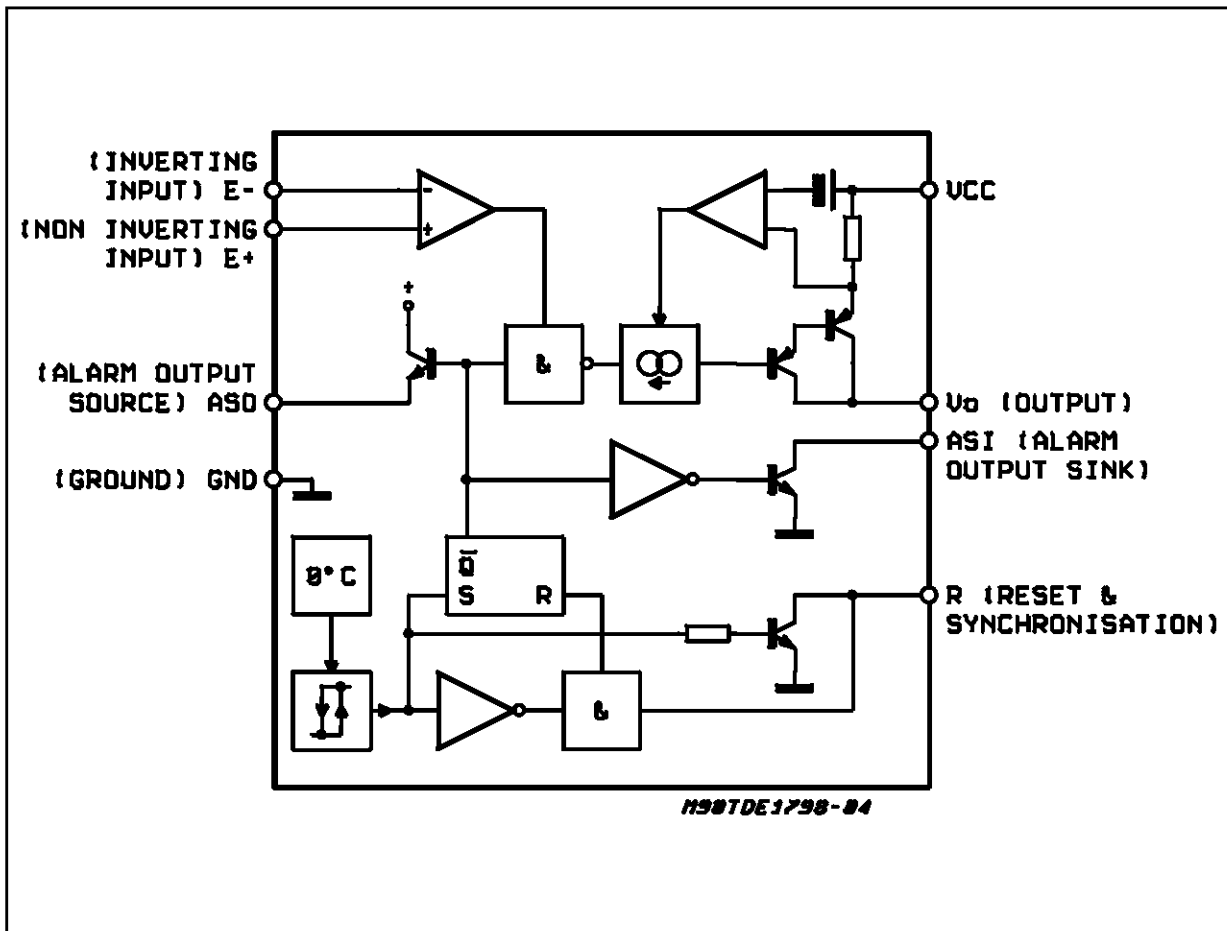 (INVERTING
INPUT) E-
(NON INVERTING
INPUT) E+
-
+
VCC
+
&
(ALARM OUTPUT
SOURCE) ASO
Vo (OUTPUT)
ASI (ALARM
OUTPUT SINK)
(GROUND) GND
0°C
Q̅
S R
R (RESET &
SYNCHRONISATION)
&
M90TDE1798-04